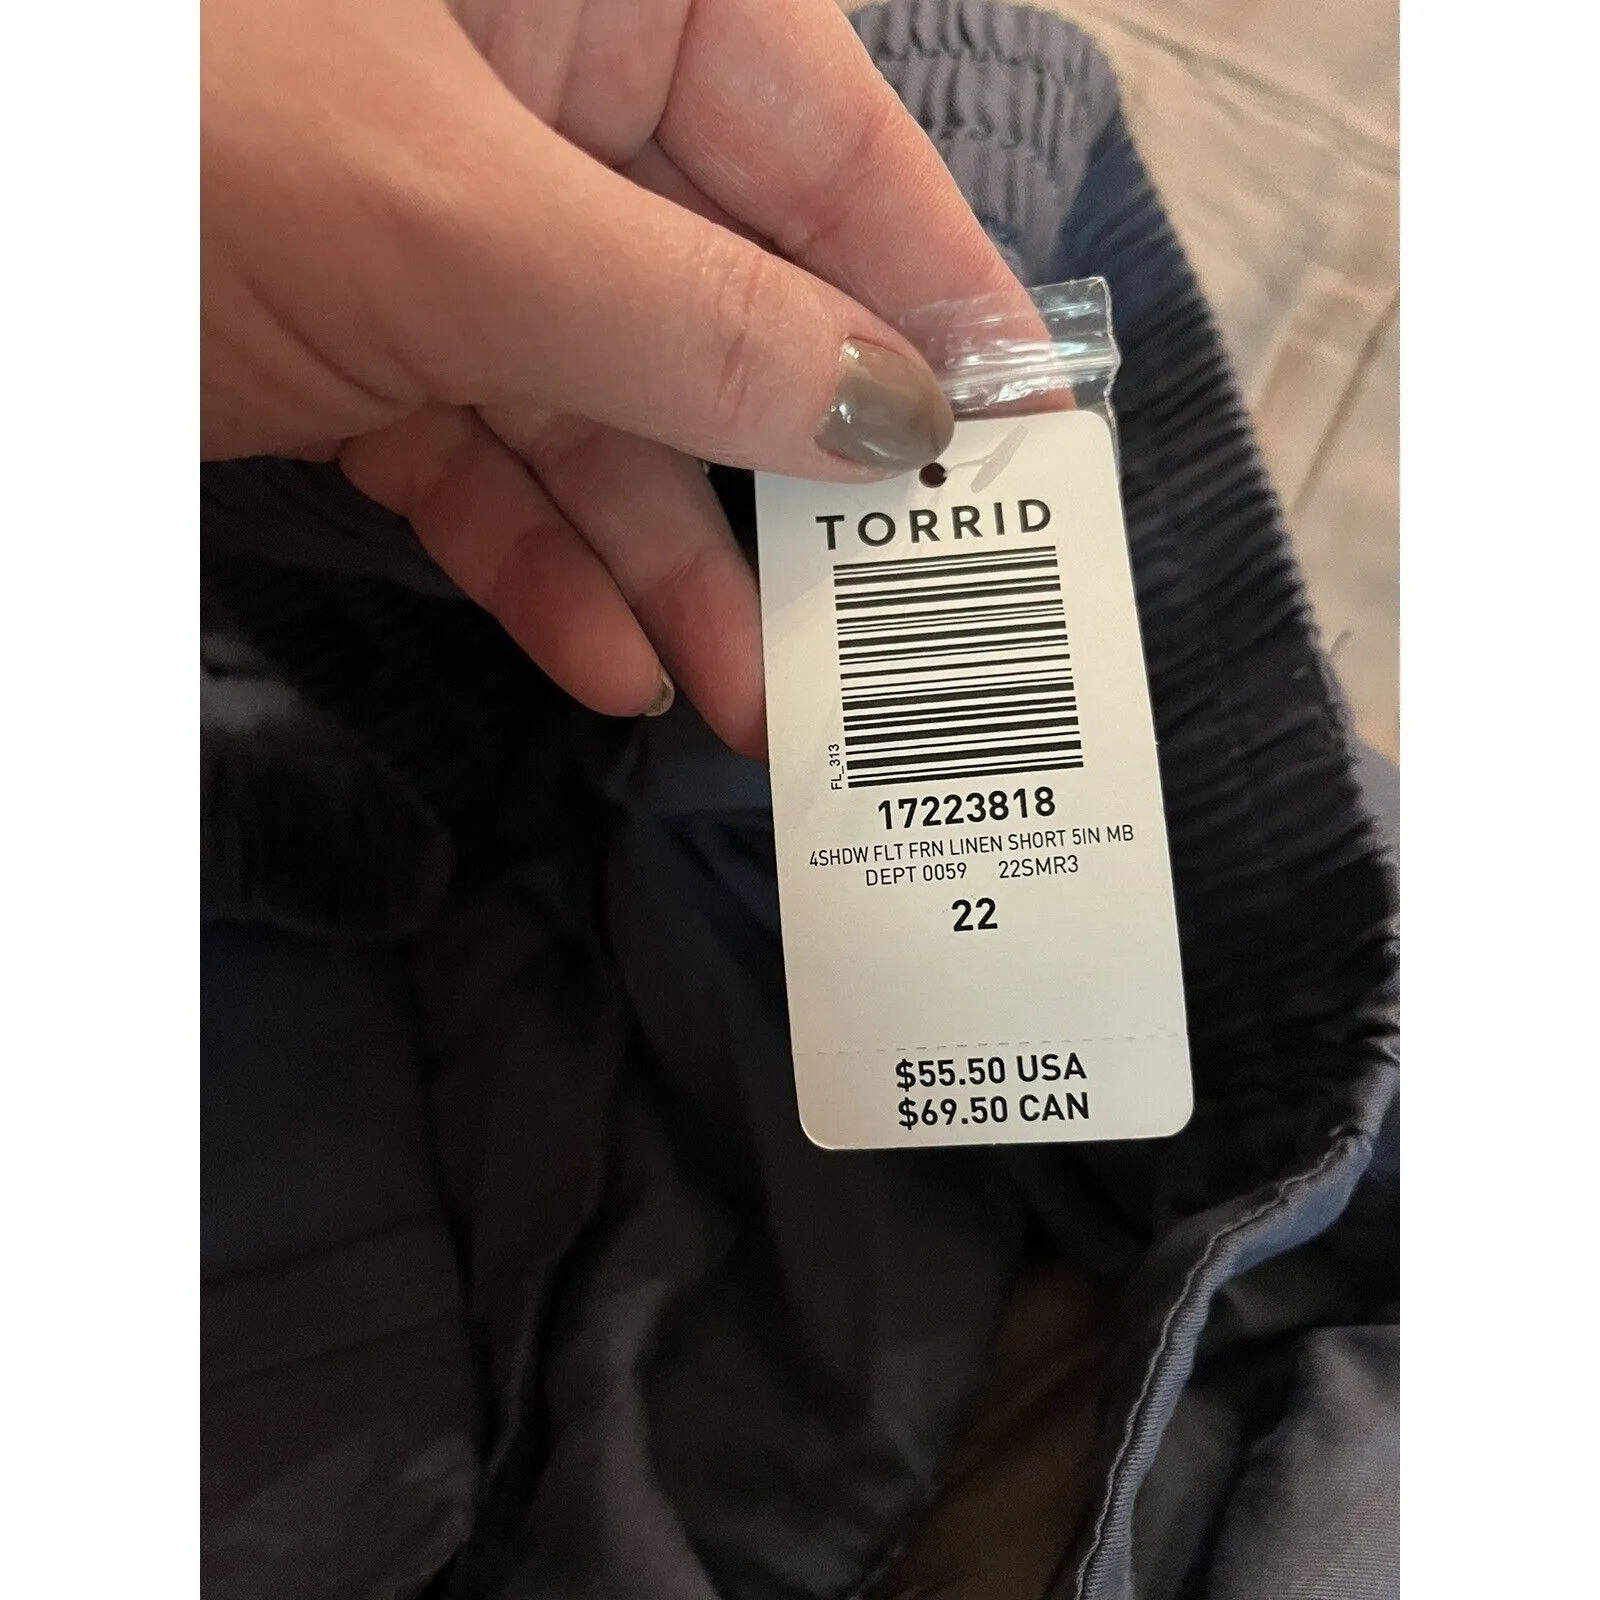 TORRID
FL_313
17223818
4SHDW FLT FRN LINEN SHORT 5IN MB
DEPT 0059 22SMR3
22
$55.50 USA
$69.50 CAN